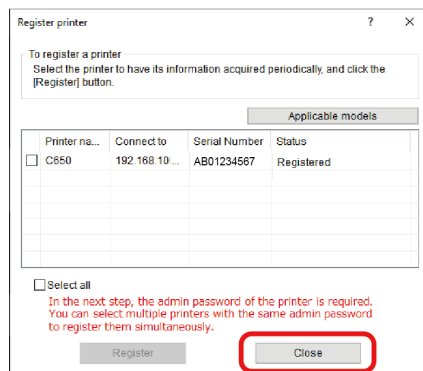 Register printer ? ×
To register a printer
Select the printer to have its information acquired periodically, and click the
[Register] button.
Applicable models
Printer na... Connect to Serial Number Status
C650 192.168.10... AB01234567 Registered
Select all
In the next step, the admin password of the printer is required.
You can select multiple printers with the same admin password
to register them simultaneously.
Register Close